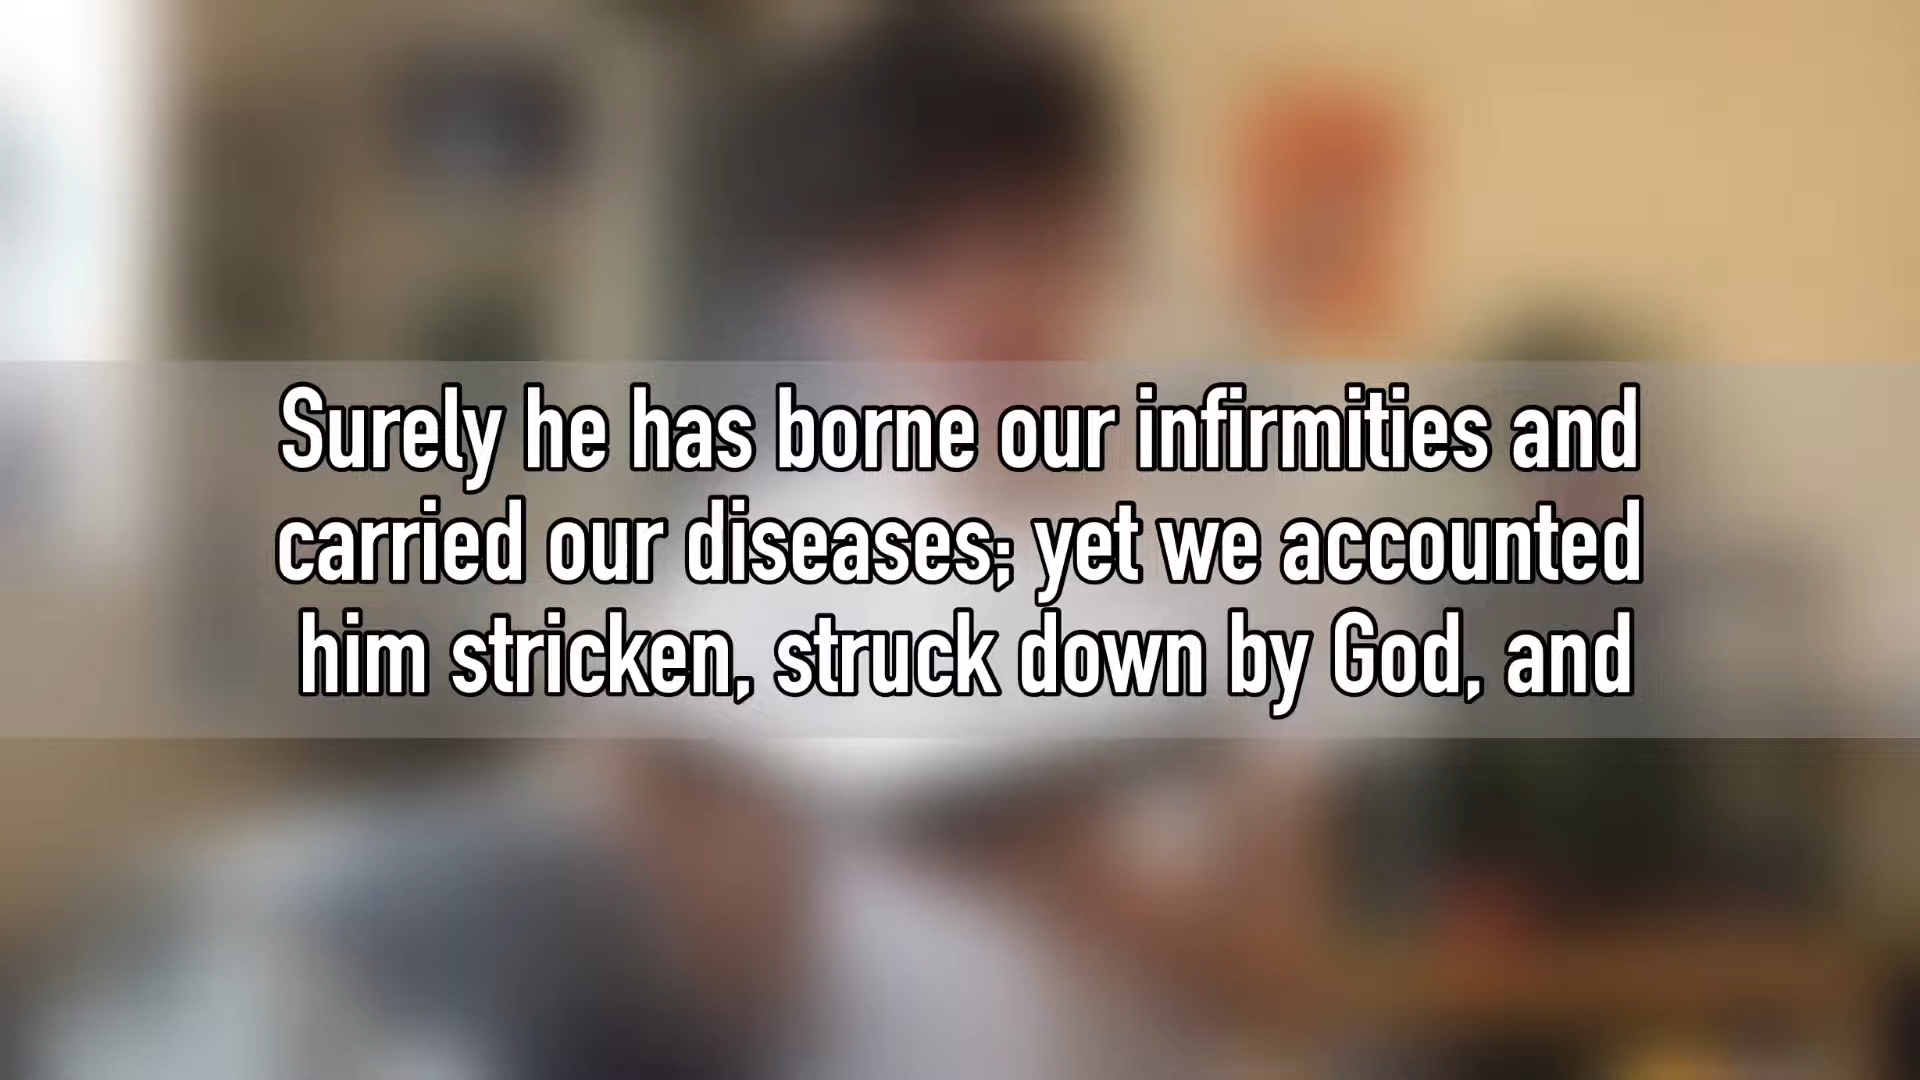 Surely he has borne our infirmities and
carried our diseases; yet we accounted
him stricken, struck down by God, and